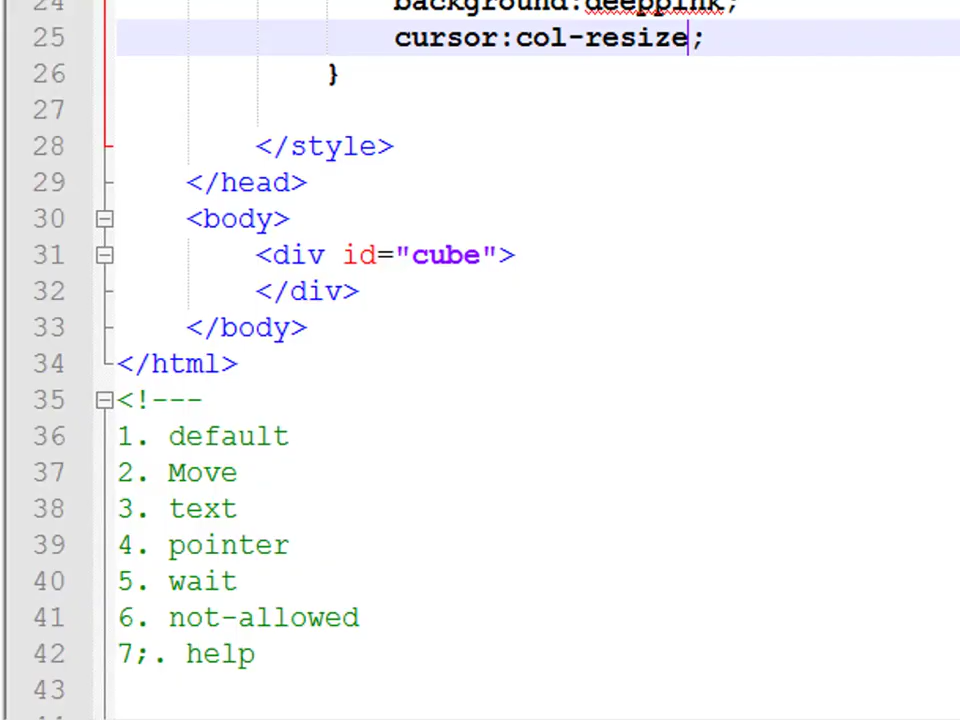 24 background:deeppink;
25 cursor:col-resize;
26 }
27
28 </style>
29 </head>
30 <body>
31 <div id="cube">
32 </div>
33 </body>
34 </html>
35 <!---
36 1. default
37 2. Move
38 3. text
39 4. pointer
40 5. wait
41 6. not-allowed
42 7;. help
43